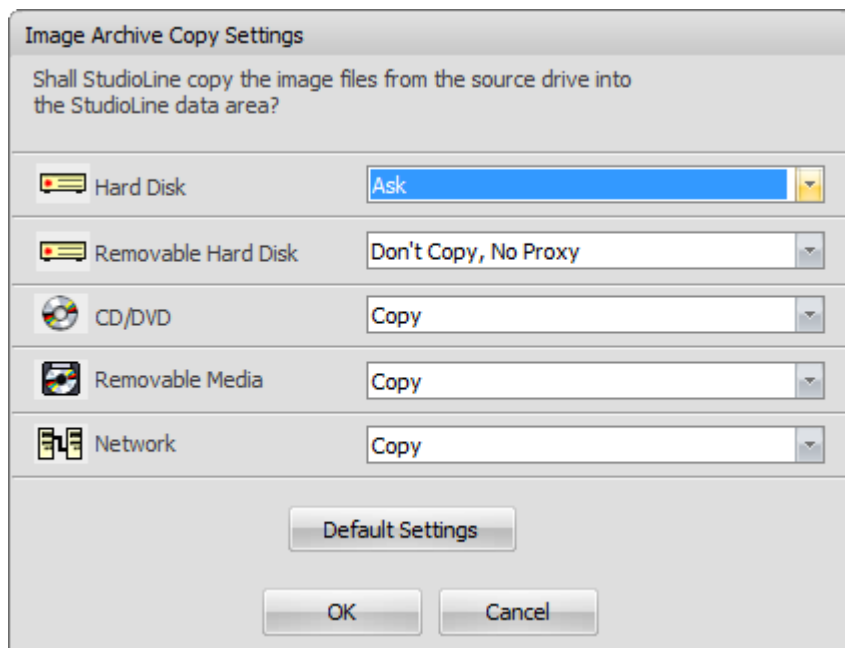 Image Archive Copy Settings
Shall StudioLine copy the image files from the source drive into
the StudioLine data area?
Hard Disk Ask
Removable Hard Disk Don't Copy, No Proxy
CD/DVD Copy
Removable Media Copy
Network Copy
Default Settings
OK Cancel